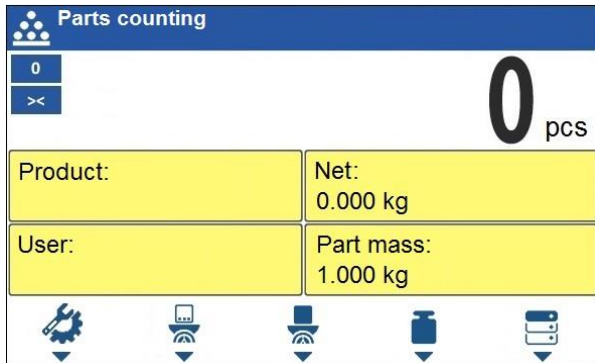 Parts counting
0
><
0 pcs
Product:
Net:
0.000 kg
User:
Part mass:
1.000 kg